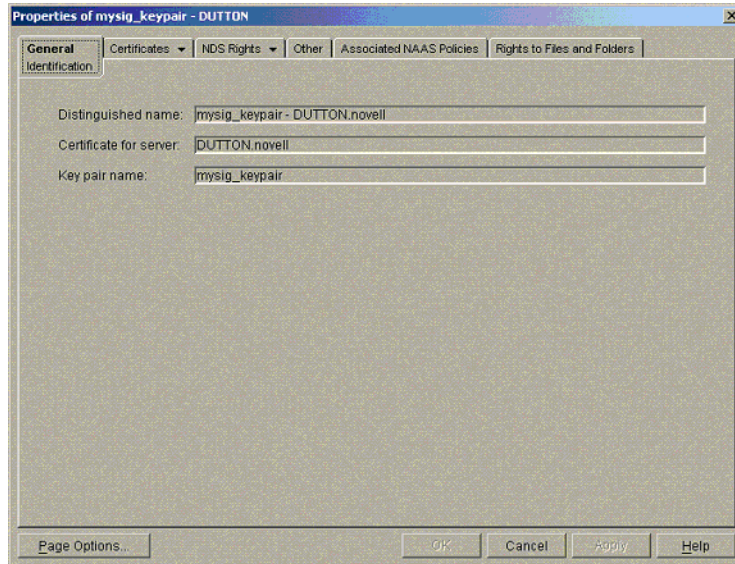 Properties of mysig_keypair - DUTTON
General Certificates NDS Rights Other Associated NAAS Policies Rights to Files and Folders
Identification
Distinguished name: mysig_keypair - DUTTON.novell
Certificate for server: DUTTON.novell
Key pair name: mysig_keypair
Page Options... OK Cancel Apply Help